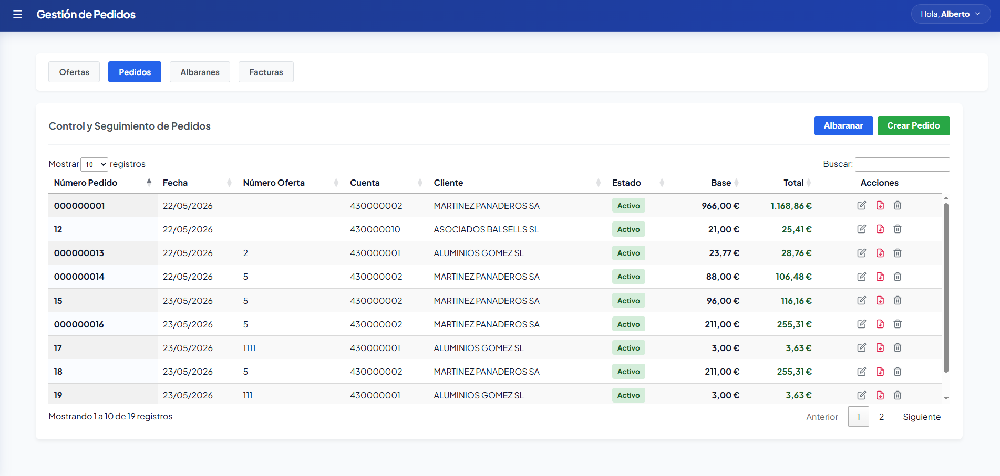 Gestión de Pedidos
Hola, Alberto
Ofertas Pedidos Albaranes Facturas
Control y Seguimiento de Pedidos
Albaranar Crear Pedido
Mostrar 10 registros Buscar:
Número Pedido Fecha Número Oferta Cuenta Cliente Estado Base Total Acciones
000000001 22/05/2026 430000002 MARTINEZ PANADEROS SA Activo 966,00 € 1.168,86 €
12 22/05/2026 430000010 ASOCIADOS BALSELLS SL Activo 21,00 € 25,41 €
000000013 22/05/2026 2 430000001 ALUMINIOS GOMEZ SL Activo 23,77 € 28,76 €
000000014 22/05/2026 5 430000002 MARTINEZ PANADEROS SA Activo 88,00 € 106,48 €
15 23/05/2026 5 430000002 MARTINEZ PANADEROS SA Activo 96,00 € 116,16 €
000000016 23/05/2026 5 430000002 MARTINEZ PANADEROS SA Activo 211,00 € 255,31 €
17 23/05/2026 1111 430000001 ALUMINIOS GOMEZ SL Activo 3,00 € 3,63 €
18 23/05/2026 5 430000002 MARTINEZ PANADEROS SA Activo 211,00 € 255,31 €
19 23/05/2026 111 430000001 ALUMINIOS GOMEZ SL Activo 3,00 € 3,63 €
Mostrando 1 a 10 de 19 registros Anterior 1 2 Siguiente